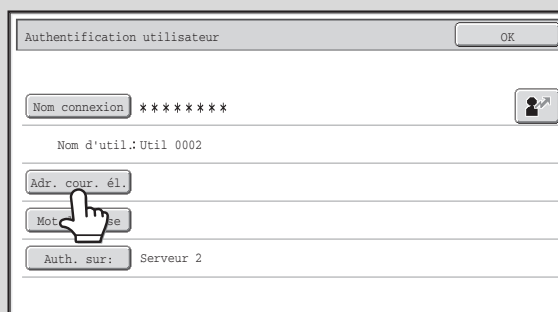 Authentification utilisateur
OK
Nom connexion ********
Nom d'util.: Util 0002
Adr. cour. él.
Auth. sur: Serveur 2